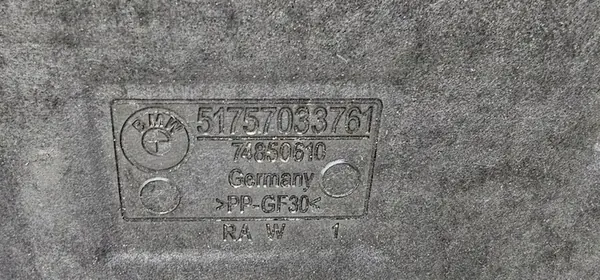 BMW
51757033761
74850610
Germany
>PP-GF30<
RA W 1